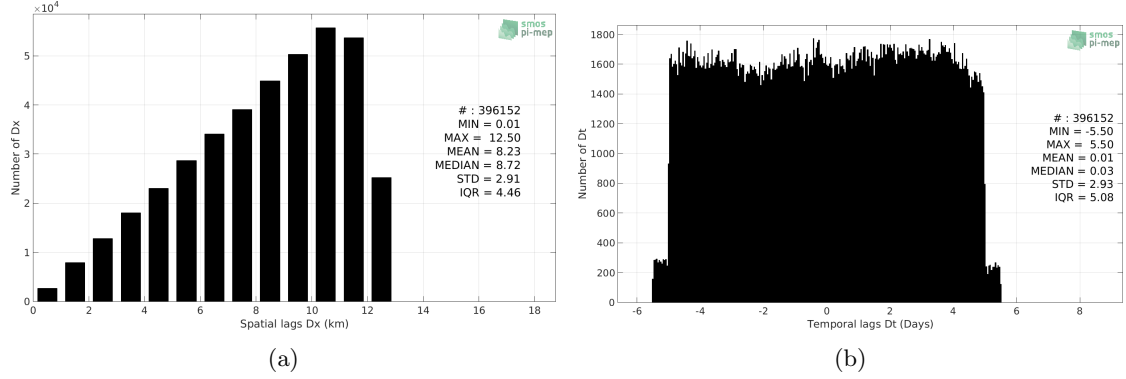 ×10⁴
smos
pi-mep
5
4
3
2
1
0
Number of Dx
# : 396152
MIN = 0.01
MAX = 12.50
MEAN = 8.23
MEDIAN = 8.72
STD = 2.91
IQR = 4.46
0 2 4 6 8 10 12 14 16 18
Spatial lags Dx (km)
(a)
smos
pi-mep
1800
1600
1400
1200
1000
800
600
400
200
0
Number of Dt
# : 396152
MIN = -5.50
MAX = 5.50
MEAN = 0.01
MEDIAN = 0.03
STD = 2.93
IQR = 5.08
-6 -4 -2 0 2 4 6 8
Temporal lags Dt (Days)
(b)